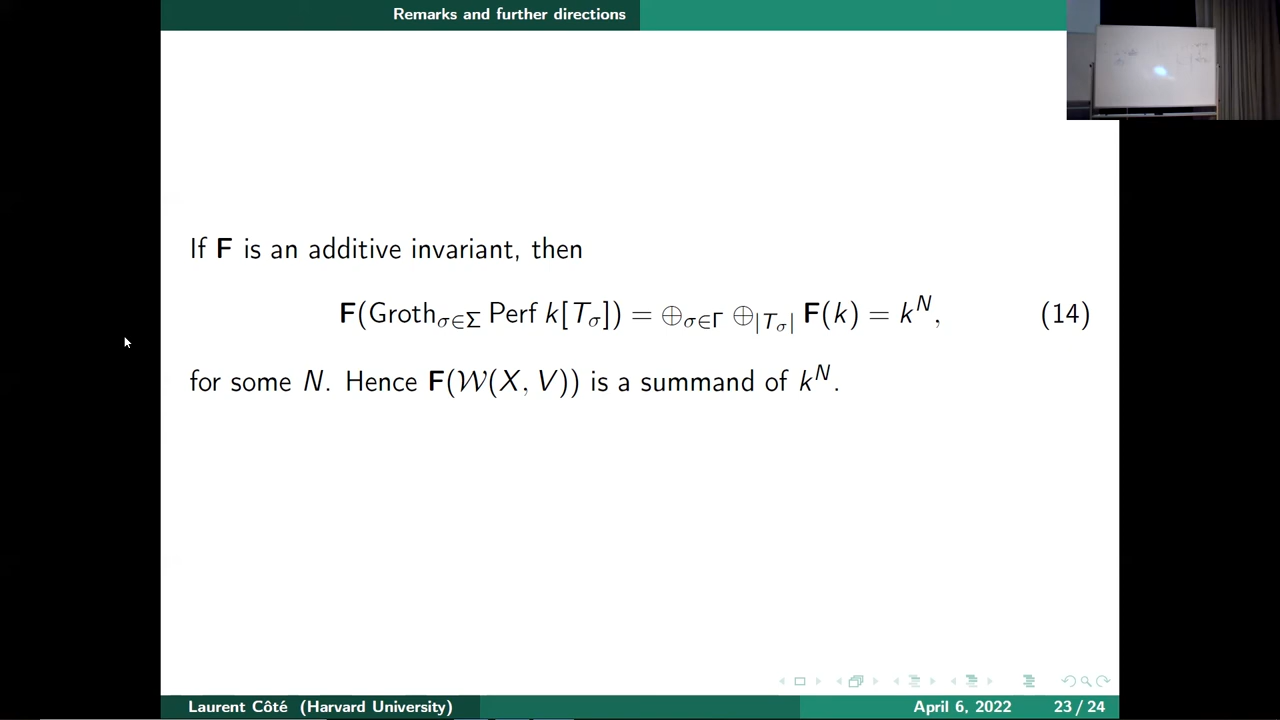 Remarks and further directions
If F is an additive invariant, then
F(Groth_{σ∈Σ} Perf k[T_σ]) = ⊕_{σ∈Γ} ⊕_{|T_σ|} F(k) = k^N, (14)
for some N. Hence F(𝒲(X, V)) is a summand of k^N.
Laurent Côté (Harvard University) April 6, 2022 23 / 24